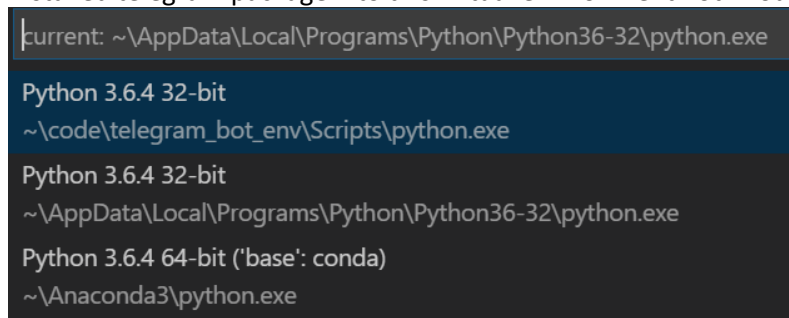 current: ~\AppData\Local\Programs\Python\Python36-32\python.exe
Python 3.6.4 32-bit
~\code\telegram_bot_env\Scripts\python.exe
Python 3.6.4 32-bit
~\AppData\Local\Programs\Python\Python36-32\python.exe
Python 3.6.4 64-bit ('base': conda)
~\Anaconda3\python.exe